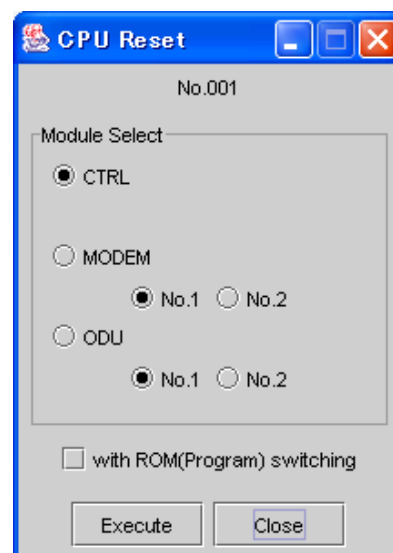 CPU Reset
No.001
Module Select
CTRL
MODEM
No.1 No.2
ODU
No.1 No.2
with ROM(Program) switching
Execute Close